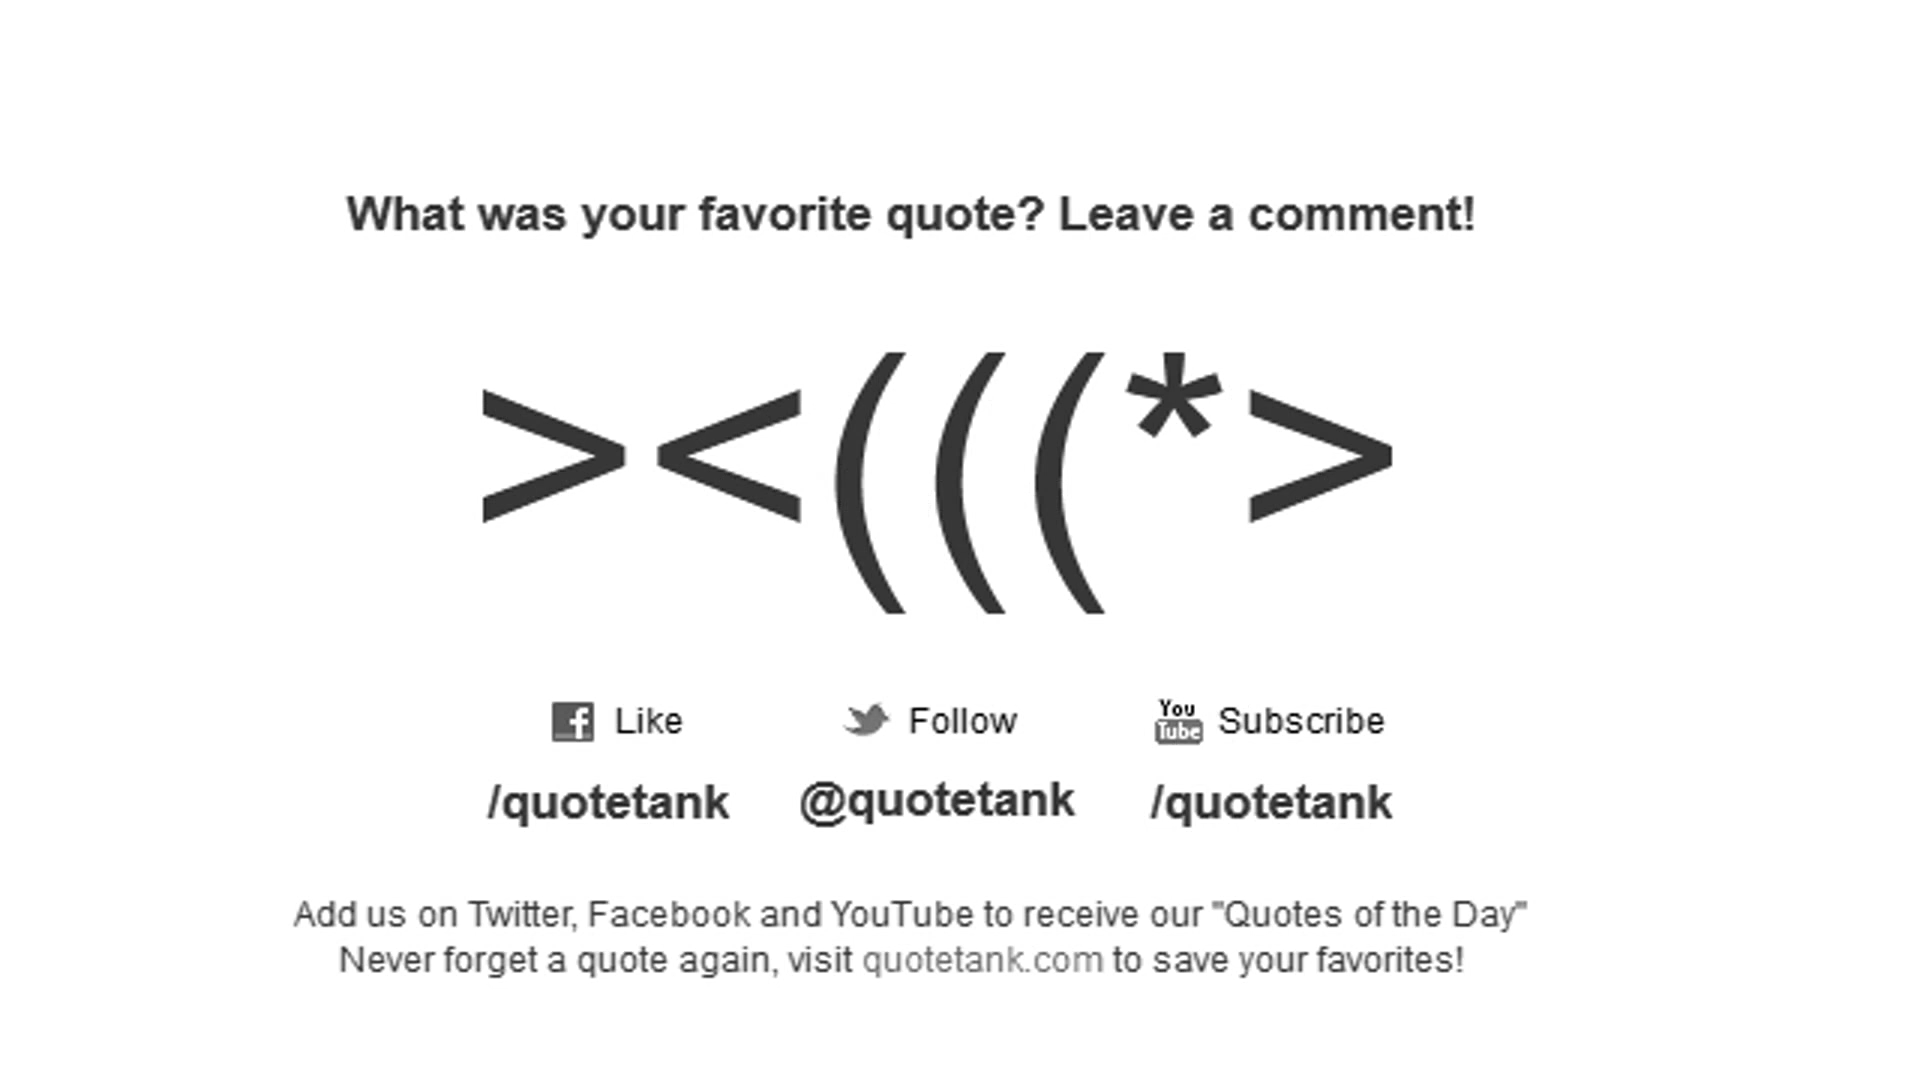 What was your favorite quote? Leave a comment!
><(((*>
f Like Follow You Tube Subscribe
/quotetank @quotetank /quotetank
Add us on Twitter, Facebook and YouTube to receive our "Quotes of the Day"
Never forget a quote again, visit quotetank.com to save your favorites!